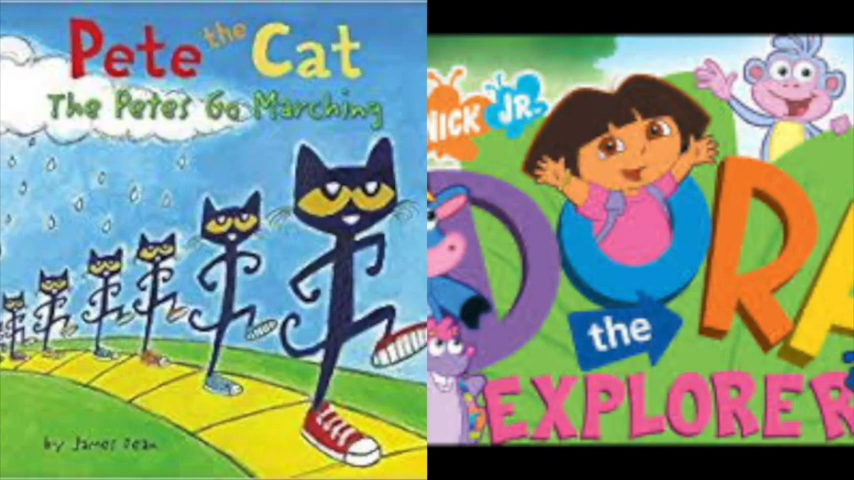 Pete the Cat
The Petes Go Marching
by James Dean
NICK JR.
DORA
the
EXPLORER